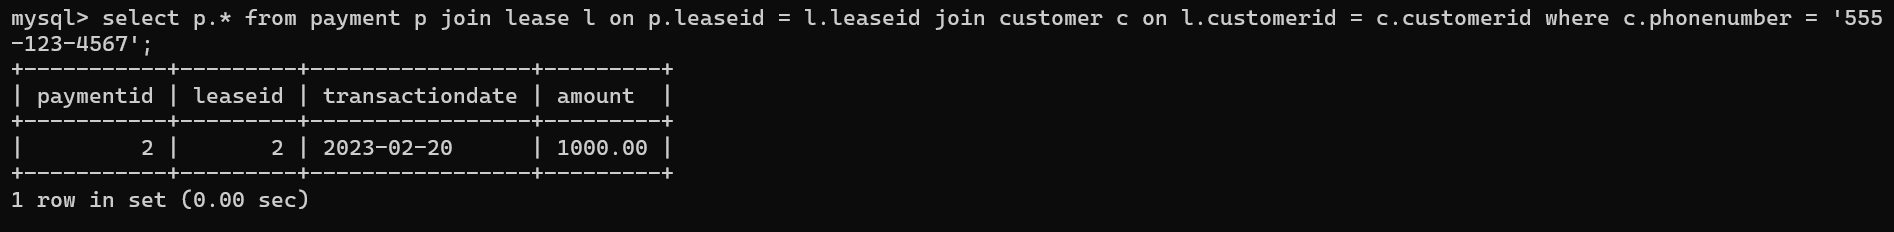 mysql> select p.* from payment p join lease l on p.leaseid = l.leaseid join customer c on l.customerid = c.customerid where c.phonenumber = '555
-123-4567';
+-----------+---------+-----------------+---------+
| paymentid | leaseid | transactiondate | amount  |
+-----------+---------+-----------------+---------+
|         2 |       2 | 2023-02-20      | 1000.00 |
+-----------+---------+-----------------+---------+
1 row in set (0.00 sec)